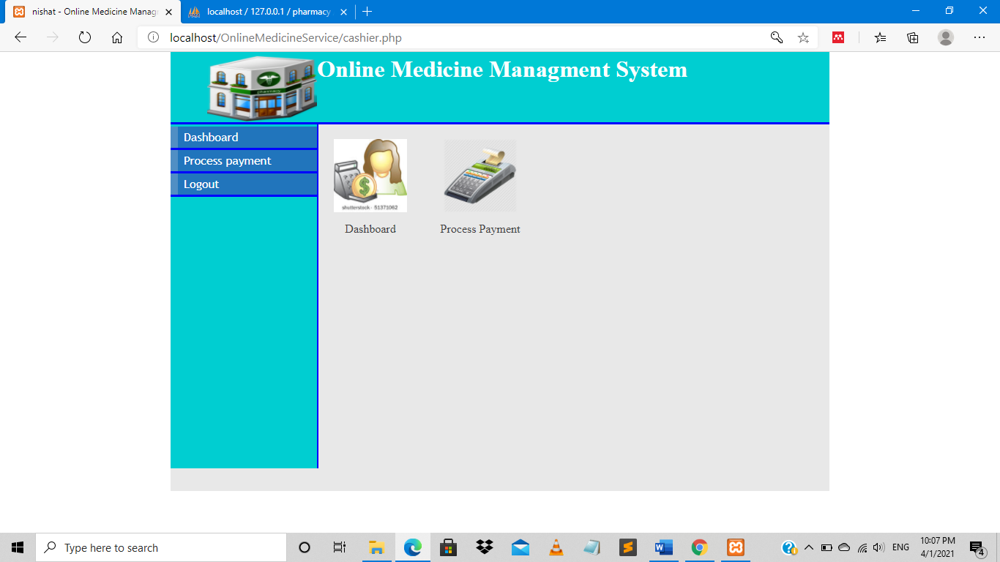 nishat - Online Medicine Manag
localhost / 127.0.0.1 / pharmacy
localhost/OnlineMedicineService/cashier.php
pharmacy
Online Medicine Managment System
Dashboard
Process payment
Logout
shutterstock · 51371062
Dashboard
Process Payment
Type here to search
ENG
10:07 PM
4/1/2021
4